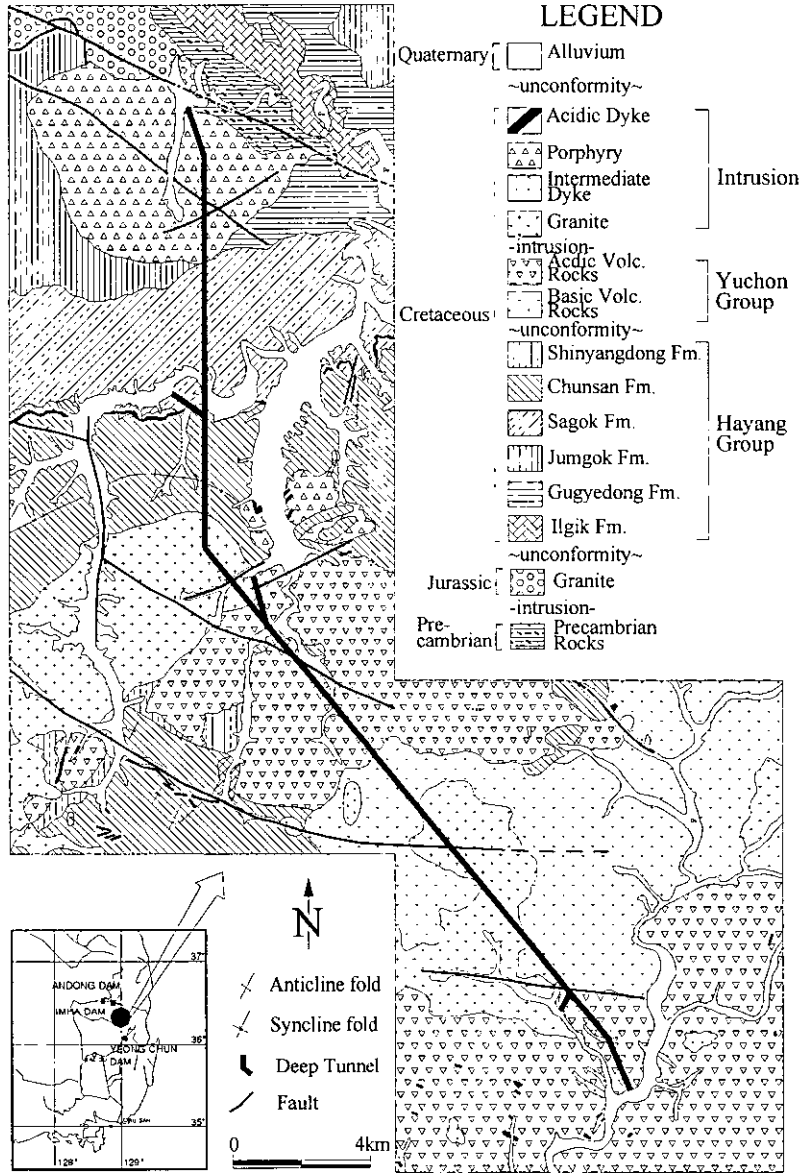 LEGEND
Quaternary
Alluvium
~unconformity~
Acidic Dyke
Porphyry
Intermediate
Dyke
Intrusion
Granite
-intrusion-
Acdic Volc.
Rocks
Yuchon
Group
Basic Volc.
Rocks
Cretaceous
~unconformity~
Shinyangdong Fm.
Chunsan Fm.
Sagok Fm.
Hayang
Group
Jumgok Fm.
Gugyedong Fm.
Ilgik Fm.
~unconformity~
Jurassic
Granite
-intrusion-
Pre-
cambrian
Precambrian
Rocks
N
Anticline fold
Syncline fold
Deep Tunnel
Fault
0 4km
37°
ANDONG DAM
IMHA DAM
36°
YEONG CHUN
DAM
35°
128° 129°